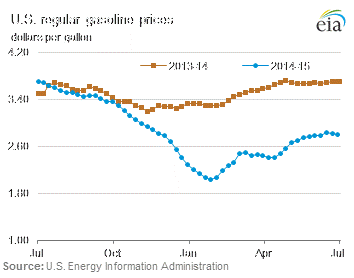 U.S. regular gasoline prices
dollars per gallon
eia
4.20
2013-14
2014-15
3.40
2.60
1.80
1.00
Jul Oct Jan Apr Jul
Source: U.S. Energy Information Administration